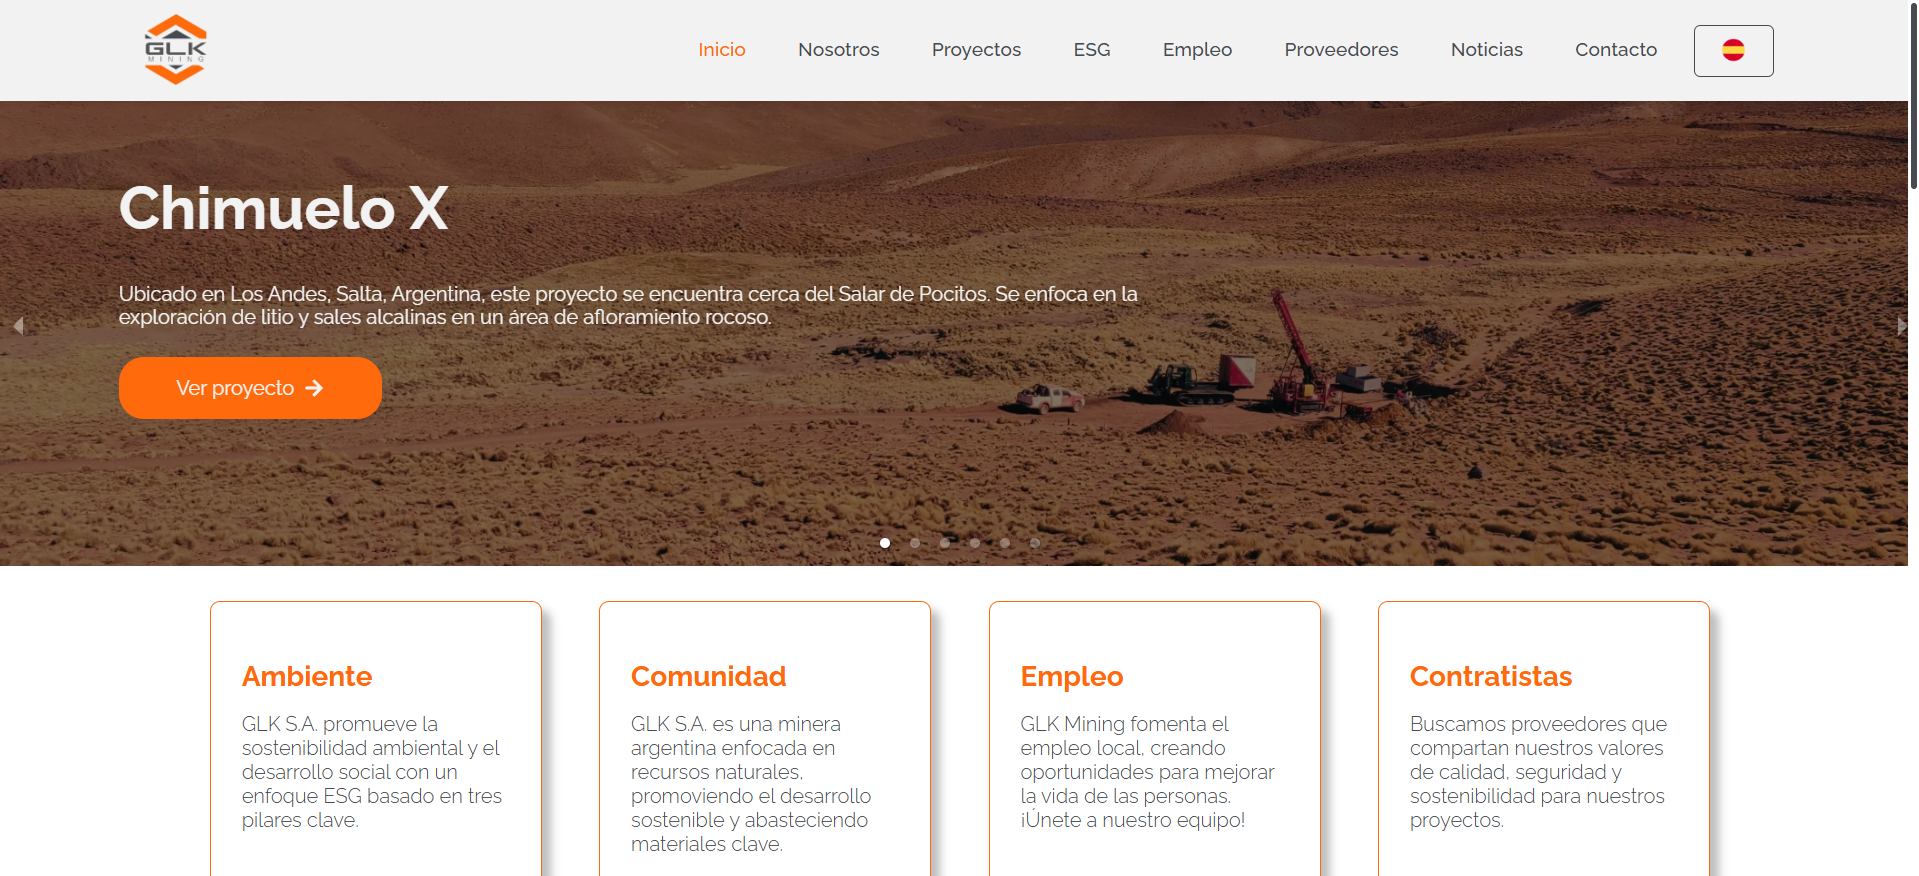 GLK
MINING
Inicio
Nosotros
Proyectos
ESG
Empleo
Proveedores
Noticias
Contacto
Chimuelo X
Ubicado en Los Andes, Salta, Argentina, este proyecto se encuentra cerca del Salar de Pocitos. Se enfoca en la
exploración de litio y sales alcalinas en un área de afloramiento rocoso.
Ver proyecto
Ambiente
GLK S.A. promueve la
sostenibilidad ambiental y el
desarrollo social con un
enfoque ESG basado en tres
pilares clave.
Comunidad
GLK S.A. es una minera
argentina enfocada en
recursos naturales,
promoviendo el desarrollo
sostenible y abasteciendo
materiales clave.
Empleo
GLK Mining fomenta el
empleo local, creando
oportunidades para mejorar
la vida de las personas.
¡Únete a nuestro equipo!
Contratistas
Buscamos proveedores que
compartan nuestros valores
de calidad, seguridad y
sostenibilidad para nuestros
proyectos.